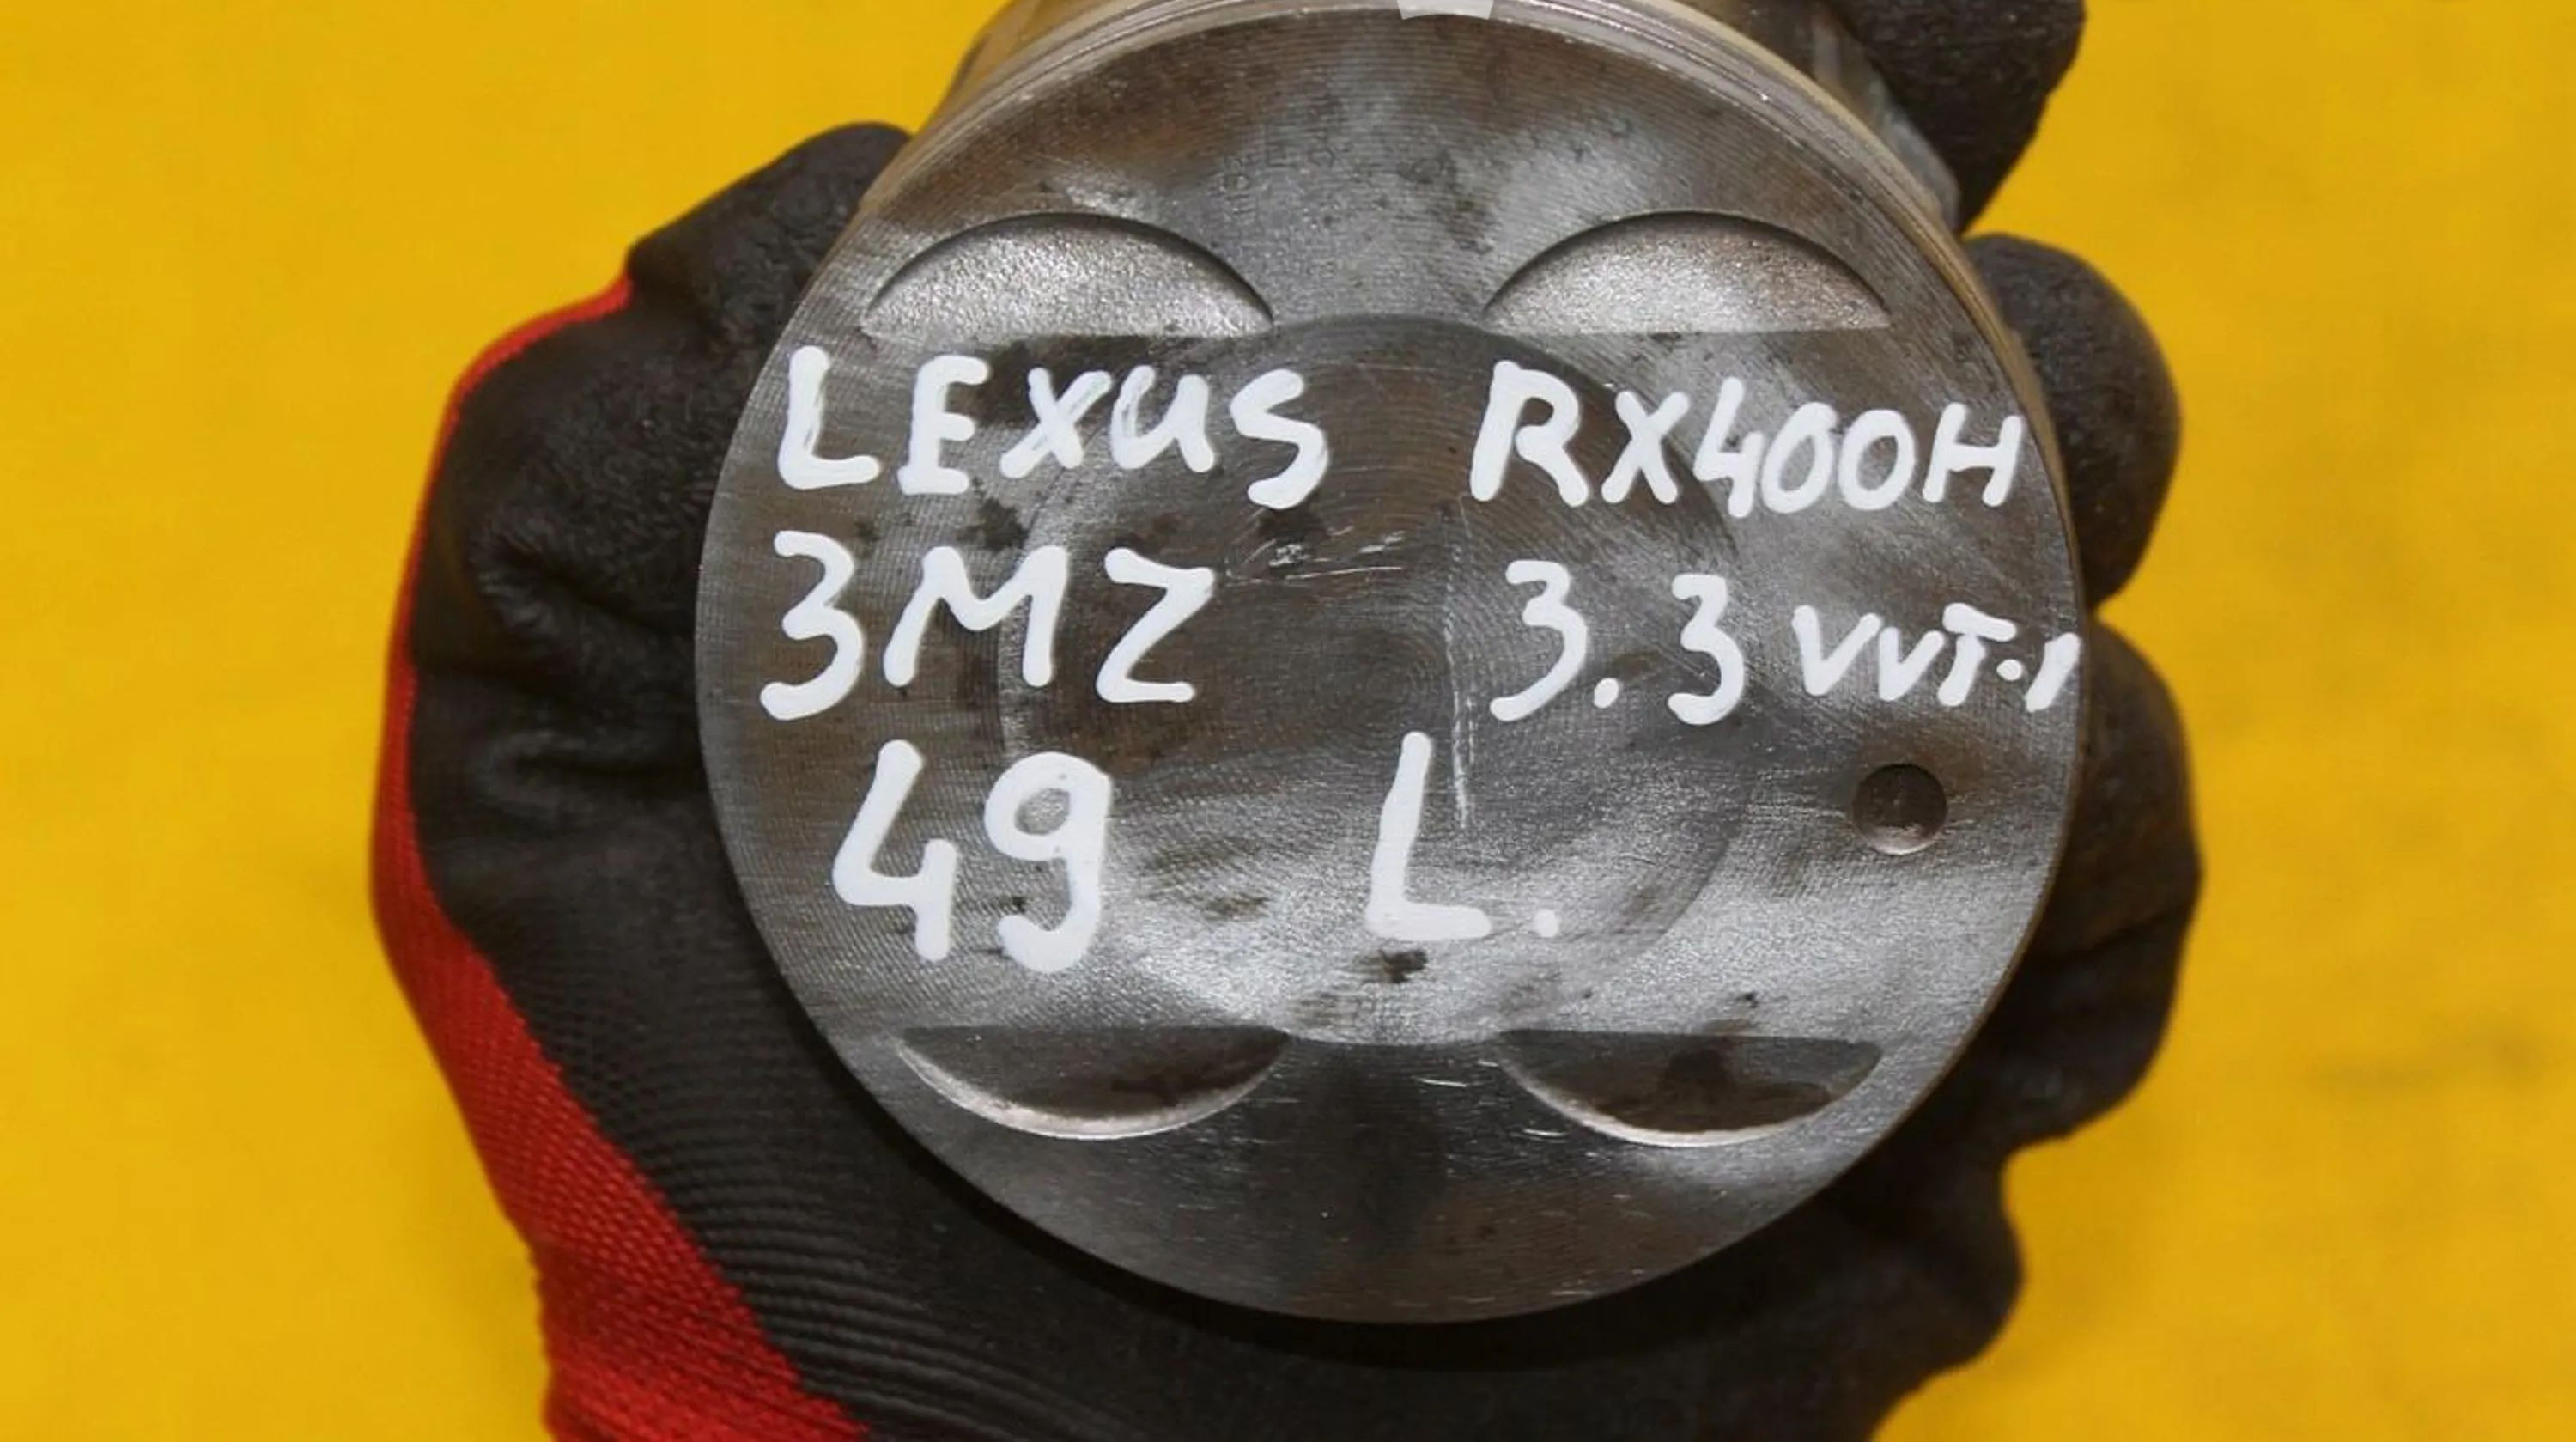 LEXUS RX400H
3MZ 3.3 VVT-I
49 L.